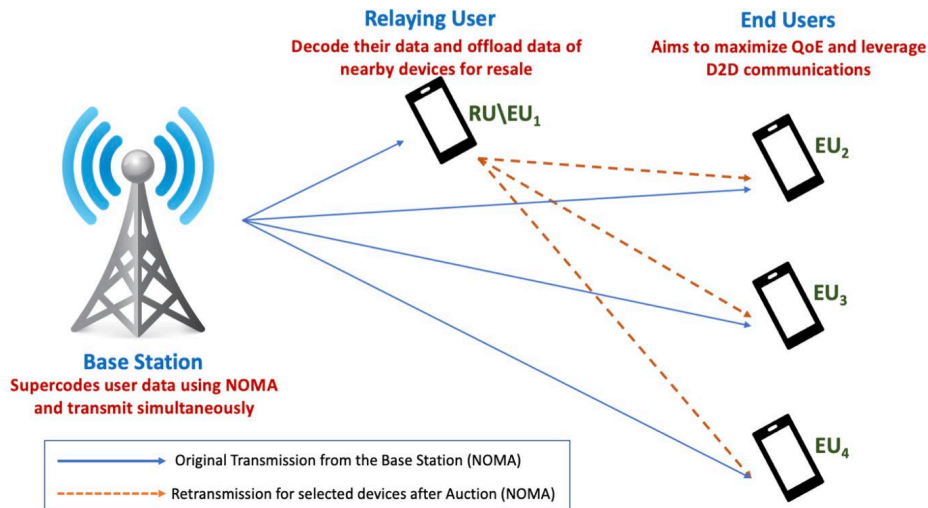 Relaying User
Decode their data and offload data of
nearby devices for resale
RU\EU₁
End Users
Aims to maximize QoE and leverage
D2D communications
EU₂
EU₃
EU₄
Base Station
Supercodes user data using NOMA
and transmit simultaneously
Original Transmission from the Base Station (NOMA)
Retransmission for selected devices after Auction (NOMA)